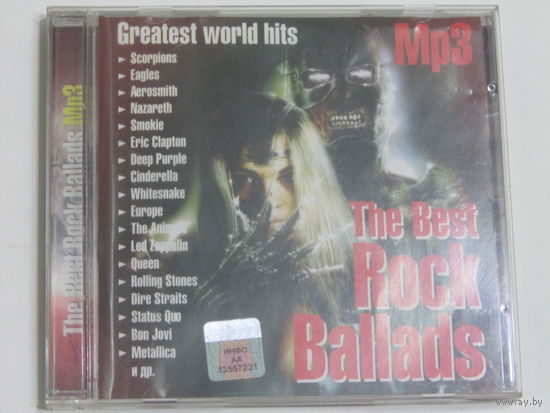 Greatest world hits
Mp3
Scorpions
Eagles
Aerosmith
Nazareth
Smokie
Eric Clapton
Deep Purple
Cinderella
Whitesnake
Europe
The Animals
Led Zeppelin
Queen
Rolling Stones
Dire Straits
Status Quo
Bon Jovi
Metallica
и др.
The Best
Rock
Ballads
ИНФО
АА
13557221
The Best Rock Ballads Mp3
www.ay.by